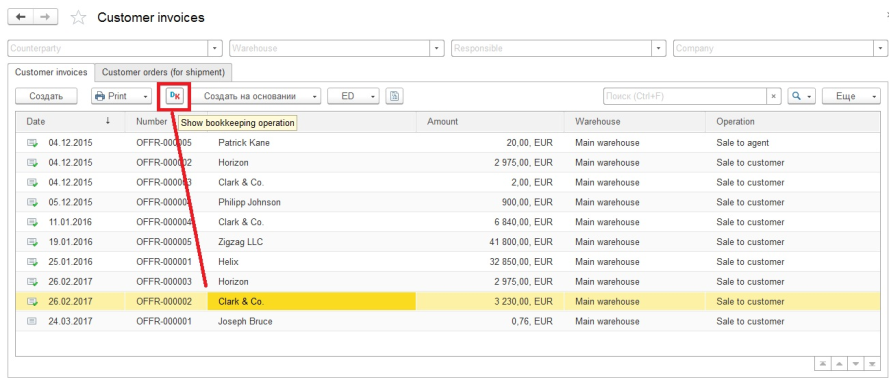 Customer invoices
Counterparty Warehouse Responsible Company
Customer invoices Customer orders (for shipment)
Создать Print Dк Создать на основании ED Поиск (Ctrl+F) × Еще
Date ↓ Number Show bookkeeping operation Amount Warehouse Operation
04.12.2015 OFFR-000005 Patrick Kane 20,00, EUR Main warehouse Sale to agent
04.12.2015 OFFR-000002 Horizon 2 975,00, EUR Main warehouse Sale to customer
04.12.2015 OFFR-000003 Clark & Co. 2,00, EUR Main warehouse Sale to customer
05.12.2015 OFFR-000004 Philipp Johnson 900,00, EUR Main warehouse Sale to customer
11.01.2016 OFFR-000004 Clark & Co. 6 840,00, EUR Main warehouse Sale to customer
19.01.2016 OFFR-000005 Zigzag LLC 41 800,00, EUR Main warehouse Sale to customer
25.01.2016 OFFR-000001 Helix 32 850,00, EUR Main warehouse Sale to customer
26.02.2017 OFFR-000003 Horizon 2 975,00, EUR Main warehouse Sale to customer
26.02.2017 OFFR-000002 Clark & Co. 3 230,00, EUR Main warehouse Sale to customer
24.03.2017 OFFR-000001 Joseph Bruce 0,76, EUR Main warehouse Sale to customer